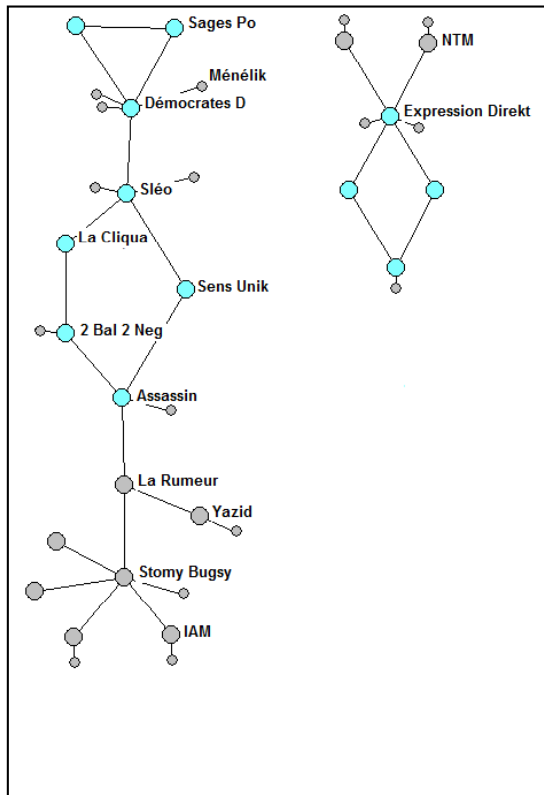 Sages Po
NTM
Ménélik
Démocrates D
Expression Direkt
Sléo
La Cliqua
Sens Unik
2 Bal 2 Neg
Assassin
La Rumeur
Yazid
Stomy Bugsy
IAM